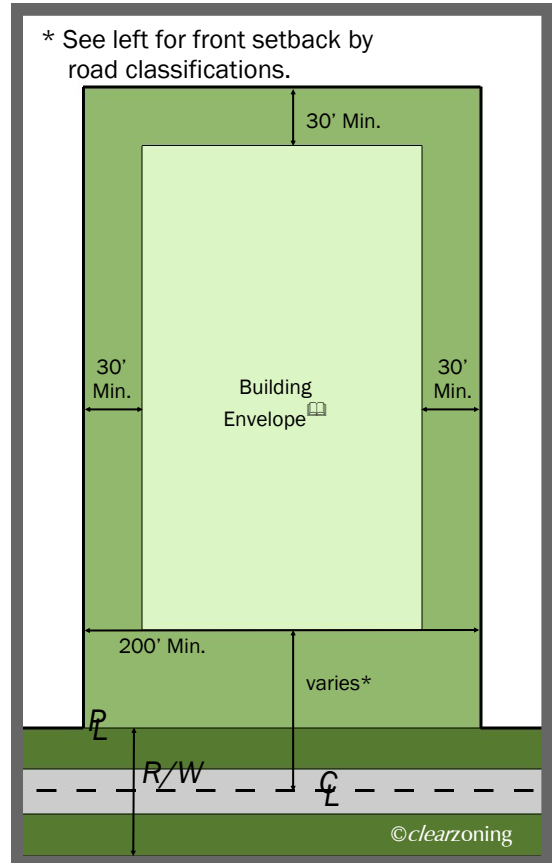 * See left for front setback by
road classifications.
30’ Min.
30’
Min.
30’
Min.
Building
Envelope
200’ Min.
varies*
PL
R/W
CL
©clearzoning